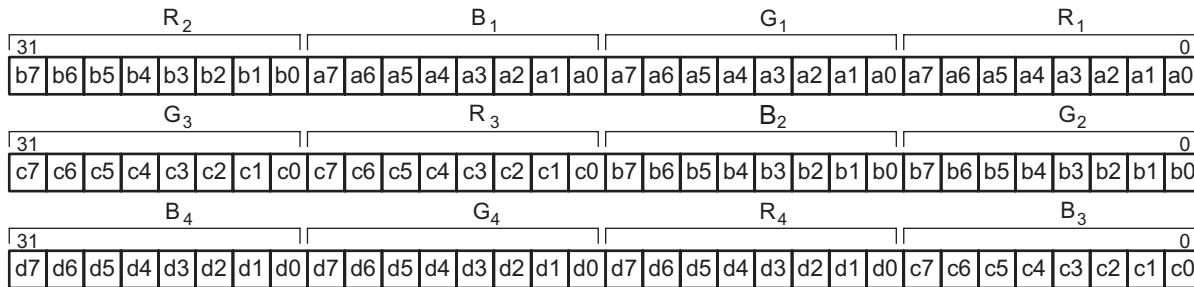 R2 B1 G1 R1
31 0
b7 b6 b5 b4 b3 b2 b1 b0 a7 a6 a5 a4 a3 a2 a1 a0 a7 a6 a5 a4 a3 a2 a1 a0 a7 a6 a5 a4 a3 a2 a1 a0
G3 R3 B2 G2
31 0
c7 c6 c5 c4 c3 c2 c1 c0 c7 c6 c5 c4 c3 c2 c1 c0 b7 b6 b5 b4 b3 b2 b1 b0 b7 b6 b5 b4 b3 b2 b1 b0
B4 G4 R4 B3
31 0
d7 d6 d5 d4 d3 d2 d1 d0 d7 d6 d5 d4 d3 d2 d1 d0 d7 d6 d5 d4 d3 d2 d1 d0 c7 c6 c5 c4 c3 c2 c1 c0